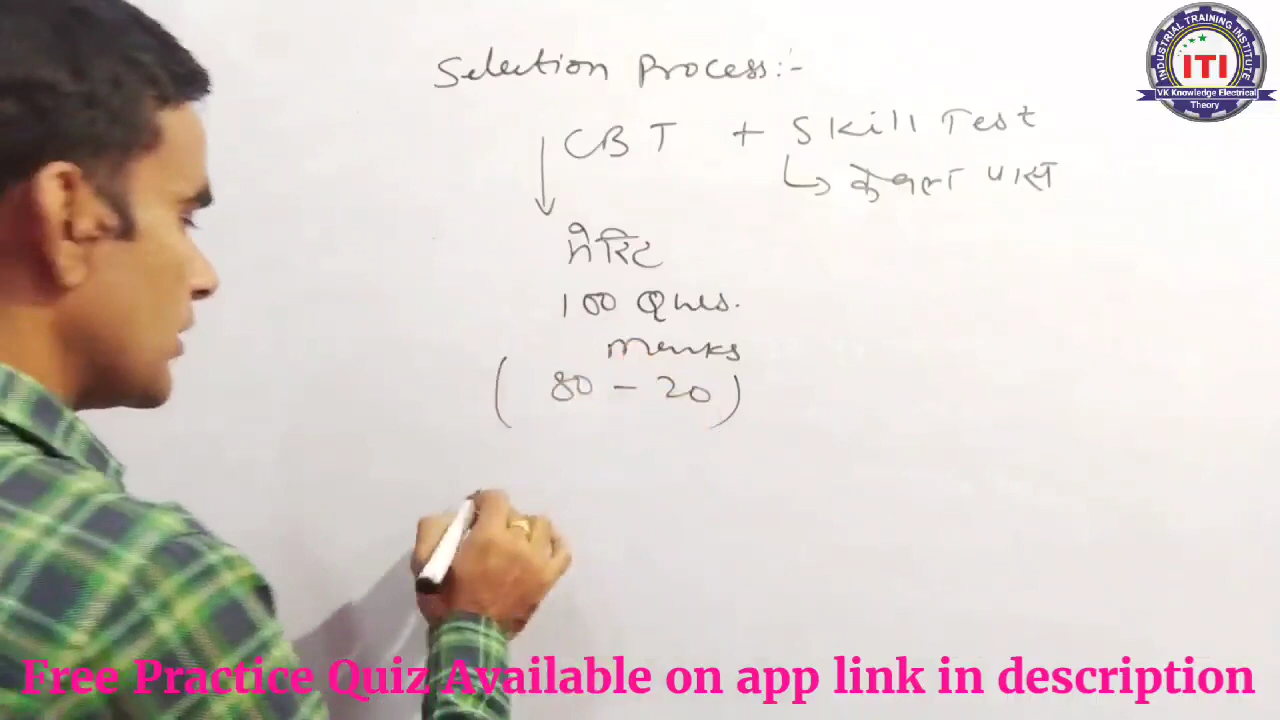 Selection Process:-
CBT + Skill Test
केवल पास
मेरिट
100 Ques.
Marks
(80 - 20)
INDUSTRIAL TRAINING INSTITUTE
ITI
VK Knowledge Electrical
Theory
Free Practice Quiz Available on app link in description